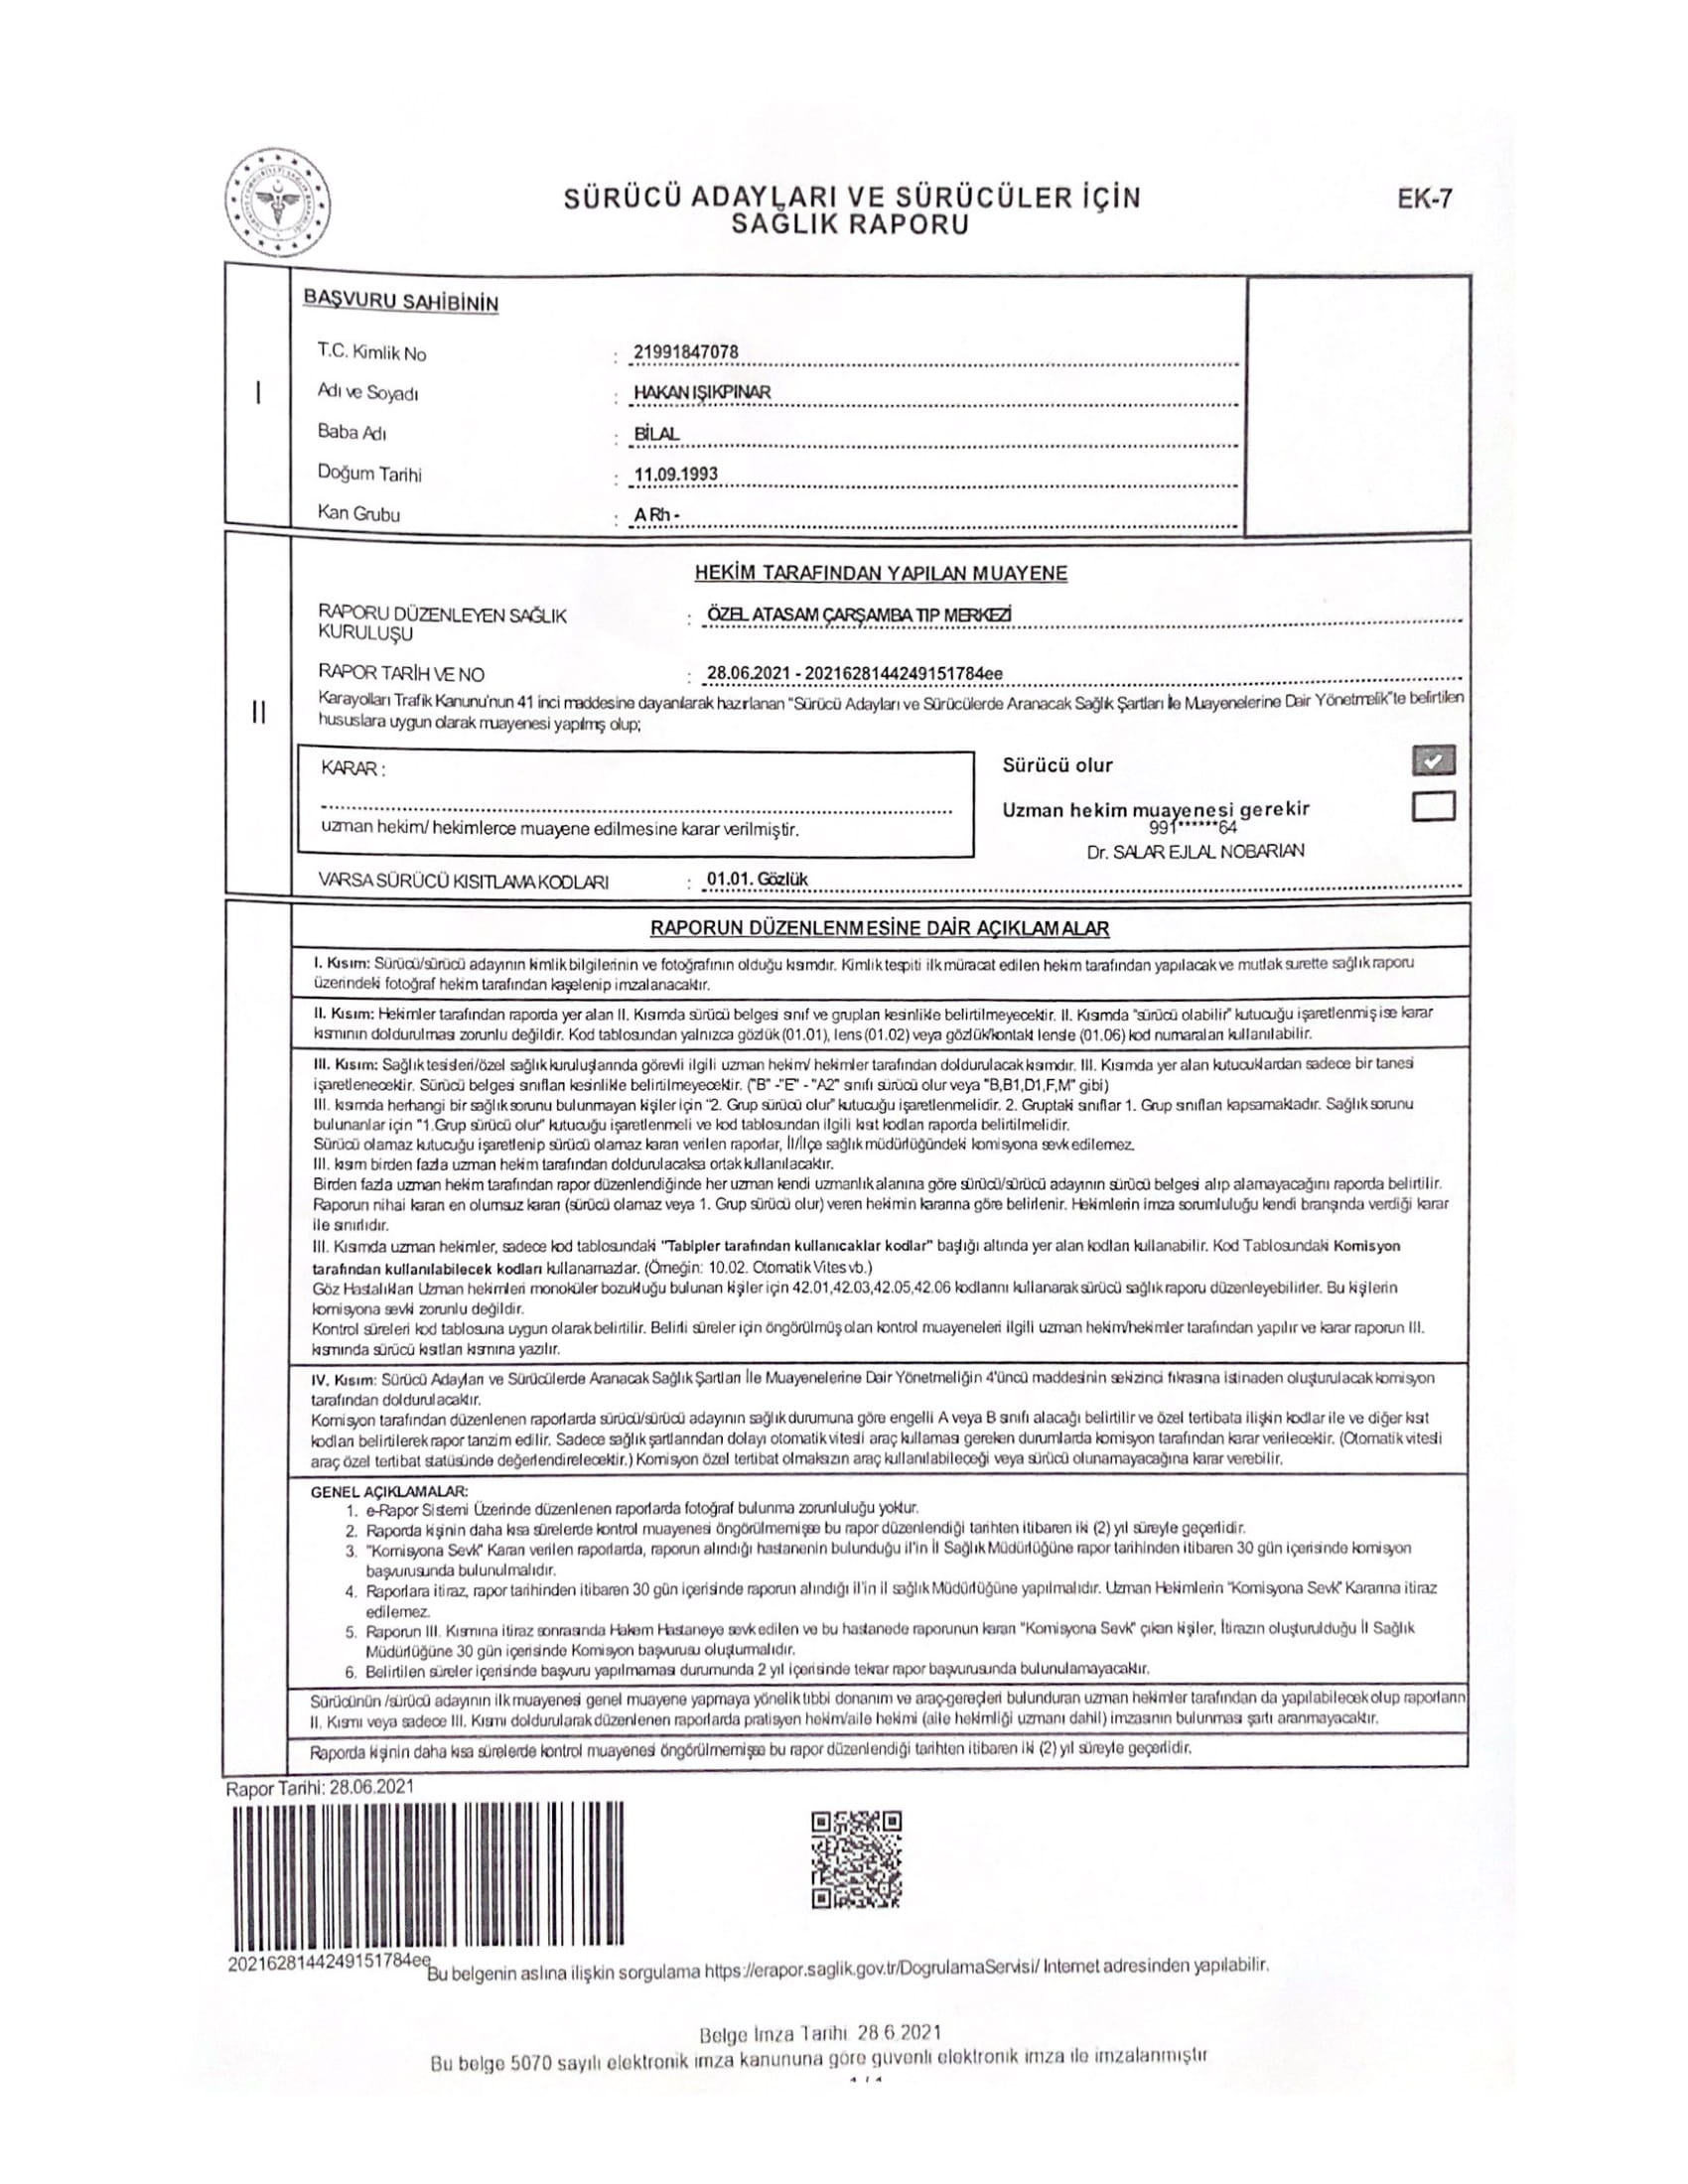 SÜRÜCÜ ADAYLARI VE SÜRÜCÜLER İÇİN
SAĞLIK RAPORU
EK-7
BAŞVURU SAHİBİNİN
I
T.C. Kimlik No : 21991847078
Adı ve Soyadı : HAKAN IŞIKPINAR
Baba Adı : BİLAL
Doğum Tarihi : 11.09.1993
Kan Grubu : A Rh -
II
HEKİM TARAFINDAN YAPILAN MUAYENE
RAPORU DÜZENLEYEN SAĞLIK : ÖZEL ATASAM ÇARŞAMBA TIP MERKEZİ
KURULUŞU
RAPOR TARİH VE NO : 28.06.2021 - 2021628144249151784ee
Karayolları Trafik Kanunu'nun 41 inci maddesine dayanılarak hazırlanan "Sürücü Adayları ve Sürücülerde Aranacak Sağlık Şartları İle Muayenelerine Dair Yönetmelik"te belirtilen
hususlara uygun olarak muayenesi yapılmış olup;
KARAR :
uzman hekim/ hekimlerce muayene edilmesine karar verilmiştir.
Sürücü olur
Uzman hekim muayenesi gerekir
991******64
Dr. SALAR EJLAL NOBARIAN
VARSA SÜRÜCÜ KISITLAMA KODLARI : 01.01. Gözlük
RAPORUN DÜZENLENMESİNE DAİR AÇIKLAMALAR
I. Kısım: Sürücü/sürücü adayının kimlik bilgilerinin ve fotoğrafının olduğu kısımdır. Kimlik tespiti ilk müracat edilen hekim tarafından yapılacak ve mutlak surette sağlık raporu
üzerindeki fotoğraf hekim tarafından kaşelenip imzalanacaktır.
II. Kısım: Hekimler tarafından raporda yer alan II. Kısımda sürücü belgesi sınıf ve grupları kesinlikle belirtilmeyecektir. II. Kısımda "sürücü olabilir" kutucuğu işaretlenmiş ise karar
kısmının doldurulması zorunlu değildir. Kod tablosundan yalnızca gözlük (01.01), lens (01.02) veya gözlük/kontakt lensle (01.06) kod numaraları kullanılabilir.
III. Kısım: Sağlık tesisleri/özel sağlık kuruluşlarında görevli ilgili uzman hekim/ hekimler tarafından doldurulacak kısımdır. III. Kısımda yer alan kutucuklardan sadece bir tanesi
işaretlenecektir. Sürücü belgesi sınıfları kesinlikle belirtilmeyecektir. ("B" -"E" - "A2" sınıfı sürücü olur veya "B,B1,D1,F,M" gibi)
III. kısımda herhangi bir sağlık sorunu bulunmayan kişiler için "2. Grup sürücü olur" kutucuğu işaretlenmelidir. 2. Gruptaki sınıflar 1. Grup sınıfları kapsamaktadır. Sağlık sorunu
bulunanlar için "1.Grup sürücü olur" kutucuğu işaretlenmeli ve kod tablosundan ilgili kısıt kodları raporda belirtilmelidir.
Sürücü olamaz kutucuğu işaretlenip sürücü olamaz kararı verilen raporlar, İl/İlçe sağlık müdürlüğündeki komisyona sevk edilemez.
III. kısım birden fazla uzman hekim tarafından doldurulacaksa ortak kullanılacaktır.
Birden fazla uzman hekim tarafından rapor düzenlendiğinde her uzman kendi uzmanlık alanına göre sürücü/sürücü adayının sürücü belgesi alıp alamayacağını raporda belirtilir.
Raporun nihai kararı en olumsuz kararı (sürücü olamaz veya 1. Grup sürücü olur) veren hekimin kararına göre belirlenir. Hekimlerin imza sorumluluğu kendi branşında verdiği karar
ile sınırlıdır.
III. Kısımda uzman hekimler, sadece kod tablosundaki "Tabipler tarafından kullanıcaklar kodlar" başlığı altında yer alan kodları kullanabilir. Kod Tablosundaki Komisyon
tarafından kullanılabilecek kodları kullanamazlar. (Örneğin: 10.02. Otomatik Vites vb.)
Göz Hastalıkları Uzman hekimleri monoküler bozukluğu bulunan kişiler için 42.01,42.03,42.05,42.06 kodlarını kullanarak sürücü sağlık raporu düzenleyebilirler. Bu kişilerin
komisyona sevki zorunlu değildir.
Kontrol süreleri kod tablosuna uygun olarak belirtilir. Belirli süreler için öngörülmüş olan kontrol muayeneleri ilgili uzman hekim/hekimler tarafından yapılır ve karar raporun III.
kısmında sürücü kısıtları kısmına yazılır.
IV. Kısım: Sürücü Adayları ve Sürücülerde Aranacak Sağlık Şartları İle Muayenelerine Dair Yönetmeliğin 4'üncü maddesinin sekizinci fıkrasına istinaden oluşturulacak komisyon
tarafından doldurulacaktır.
Komisyon tarafından düzenlenen raporlarda sürücü/sürücü adayının sağlık durumuna göre engelli A veya B sınıfı alacağı belirtilir ve özel tertibata ilişkin kodlar ile ve diğer kısıt
kodları belirtilerek rapor tanzim edilir. Sadece sağlık şartlarından dolayı otomatik vitesli araç kullaması gereken durumlarda komisyon tarafından karar verilecektir. (Otomatik vitesli
araç özel tertibat statüsünde değerlendirelecektir.) Komisyon özel tertibat olmaksızın araç kullanılabileceği veya sürücü olunamayacağına karar verebilir.
GENEL AÇIKLAMALAR:
1. e-Rapor Sistemi Üzerinde düzenlenen raporlarda fotoğraf bulunma zorunluluğu yoktur.
2. Raporda kişinin daha kısa sürelerde kontrol muayenesi öngörülmemişse bu rapor düzenlendiği tarihten itibaren iki (2) yıl süreyle geçerlidir.
3. "Komisyona Sevk" Kararı verilen raporlarda, raporun alındığı hastanenin bulunduğu il'in İl Sağlık Müdürlüğüne rapor tarihinden itibaren 30 gün içerisinde komisyon
başvurusunda bulunulmalıdır.
4. Raporlara itiraz, rapor tarihinden itibaren 30 gün içerisinde raporun alındığı il'in il sağlık Müdürlüğüne yapılmalıdır. Uzman Hekimlerin "Komisyona Sevk" Kararına itiraz
edilemez.
5. Raporun III. Kısmına itiraz sonrasında Hakem Hastaneye sevk edilen ve bu hastanede raporunun kararı "Komisyona Sevk" çıkan kişiler, İtirazın oluşturulduğu İl Sağlık
Müdürlüğüne 30 gün içerisinde Komisyon başvurusu oluşturmalıdır.
6. Belirtilen süreler içerisinde başvuru yapılmaması durumunda 2 yıl içerisinde tekrar rapor başvurusunda bulunulamayacaktır.
Sürücünün /sürücü adayının ilk muayenesi genel muayene yapmaya yönelik tıbbi donanım ve araç-gereçleri bulunduran uzman hekimler tarafından da yapılabilecek olup raporların
II. Kısmı veya sadece III. Kısmı doldurularak düzenlenen raporlarda pratisyen hekim/aile hekimi (aile hekimliği uzmanı dahil) imzasının bulunması şartı aranmayacaktır.
Raporda kişinin daha kısa sürelerde kontrol muayenesi öngörülmemişse bu rapor düzenlendiği tarihten itibaren iki (2) yıl süreyle geçerlidir.
Rapor Tarihi: 28.06.2021
2021628144249151784ee
Bu belgenin aslına ilişkin sorgulama https://erapor.saglik.gov.tr/DogrulamaServisi/ Internet adresinden yapılabilir.
Belge İmza Tarihi 28 6 2021
Bu belge 5070 sayılı elektronik imza kanununa göre güvenli elektronik imza ile imzalanmıştır